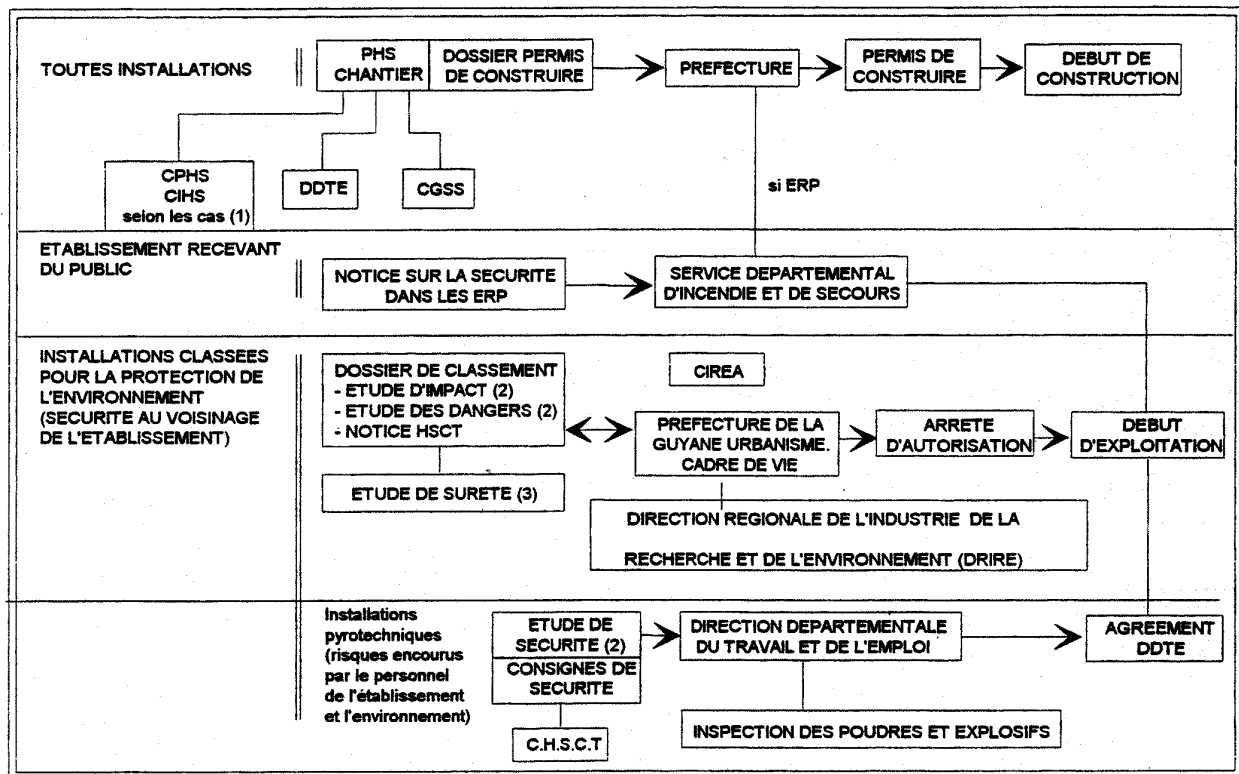 TOUTES INSTALLATIONS
PHS
CHANTIER
DOSSIER PERMIS
DE CONSTRUIRE
PREFECTURE
PERMIS DE
CONSTRUIRE
DEBUT DE
CONSTRUCTION
CPHS
CIHS
selon les cas (1)
DDTE
CGSS
si ERP
ETABLISSEMENT RECEVANT
DU PUBLIC
NOTICE SUR LA SECURITE
DANS LES ERP
SERVICE DEPARTEMENTAL
D'INCENDIE ET DE SECOURS
INSTALLATIONS CLASSEES
POUR LA PROTECTION DE
L'ENVIRONNEMENT
(SECURITE AU VOISINAGE
DE L'ETABLISSEMENT)
DOSSIER DE CLASSEMENT
- ETUDE D'IMPACT (2)
- ETUDE DES DANGERS (2)
- NOTICE HSCT
ETUDE DE SURETE (3)
CIREA
PREFECTURE DE LA
GUYANE URBANISME.
CADRE DE VIE
ARRETE
D'AUTORISATION
DEBUT
D'EXPLOITATION
DIRECTION REGIONALE DE L'INDUSTRIE DE LA
RECHERCHE ET DE L'ENVIRONNEMENT (DRIRE)
Installations
pyrotechniques
(risques encourus
par le personnel
de l'établissement
et l'environnement)
ETUDE DE
SECURITE (2)
CONSIGNES DE
SECURITE
C.H.S.C.T
DIRECTION DEPARTEMENTALE
DU TRAVAIL ET DE L'EMPLOI
AGREEMENT
DDTE
INSPECTION DES POUDRES ET EXPLOSIFS